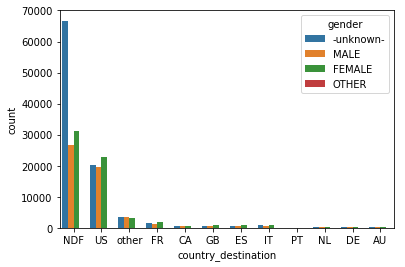 70000
60000
50000
40000
30000
20000
10000
0
count
gender
-unknown-
MALE
FEMALE
OTHER
NDF US other FR CA GB ES IT PT NL DE AU
country_destination